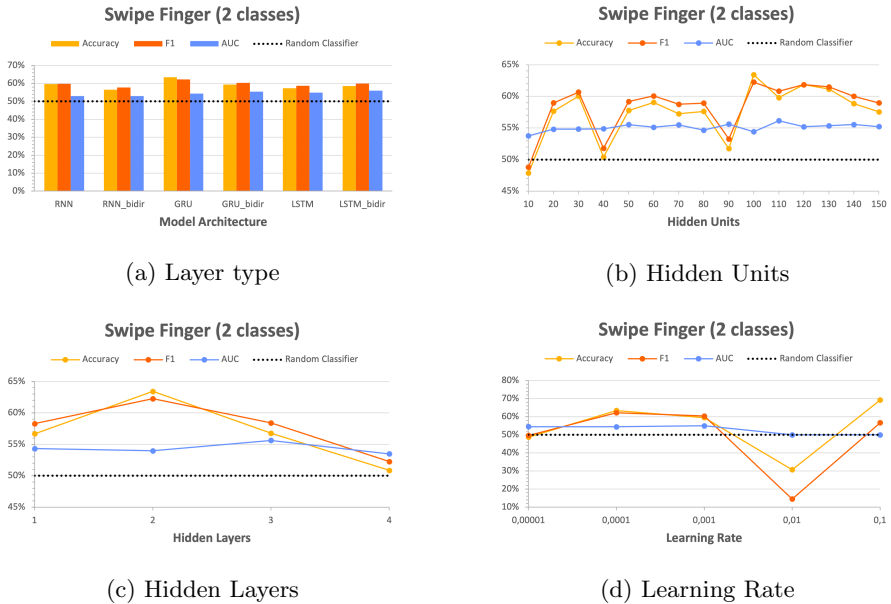 Swipe Finger (2 classes)
Accuracy F1 AUC Random Classifier
70%
60%
50%
40%
30%
20%
10%
0%
RNN RNN_bidir GRU GRU_bidir LSTM LSTM_bidir
Model Architecture
(a) Layer type
Swipe Finger (2 classes)
Accuracy F1 AUC Random Classifier
65%
60%
55%
50%
45%
10 20 30 40 50 60 70 80 90 100 110 120 130 140 150
Hidden Units
(b) Hidden Units
Swipe Finger (2 classes)
Accuracy F1 AUC Random Classifier
65%
60%
55%
50%
45%
1 2 3 4
Hidden Layers
(c) Hidden Layers
Swipe Finger (2 classes)
Accuracy F1 AUC Random Classifier
80%
70%
60%
50%
40%
30%
20%
10%
0,00001 0,0001 0,001 0,01 0,1
Learning Rate
(d) Learning Rate